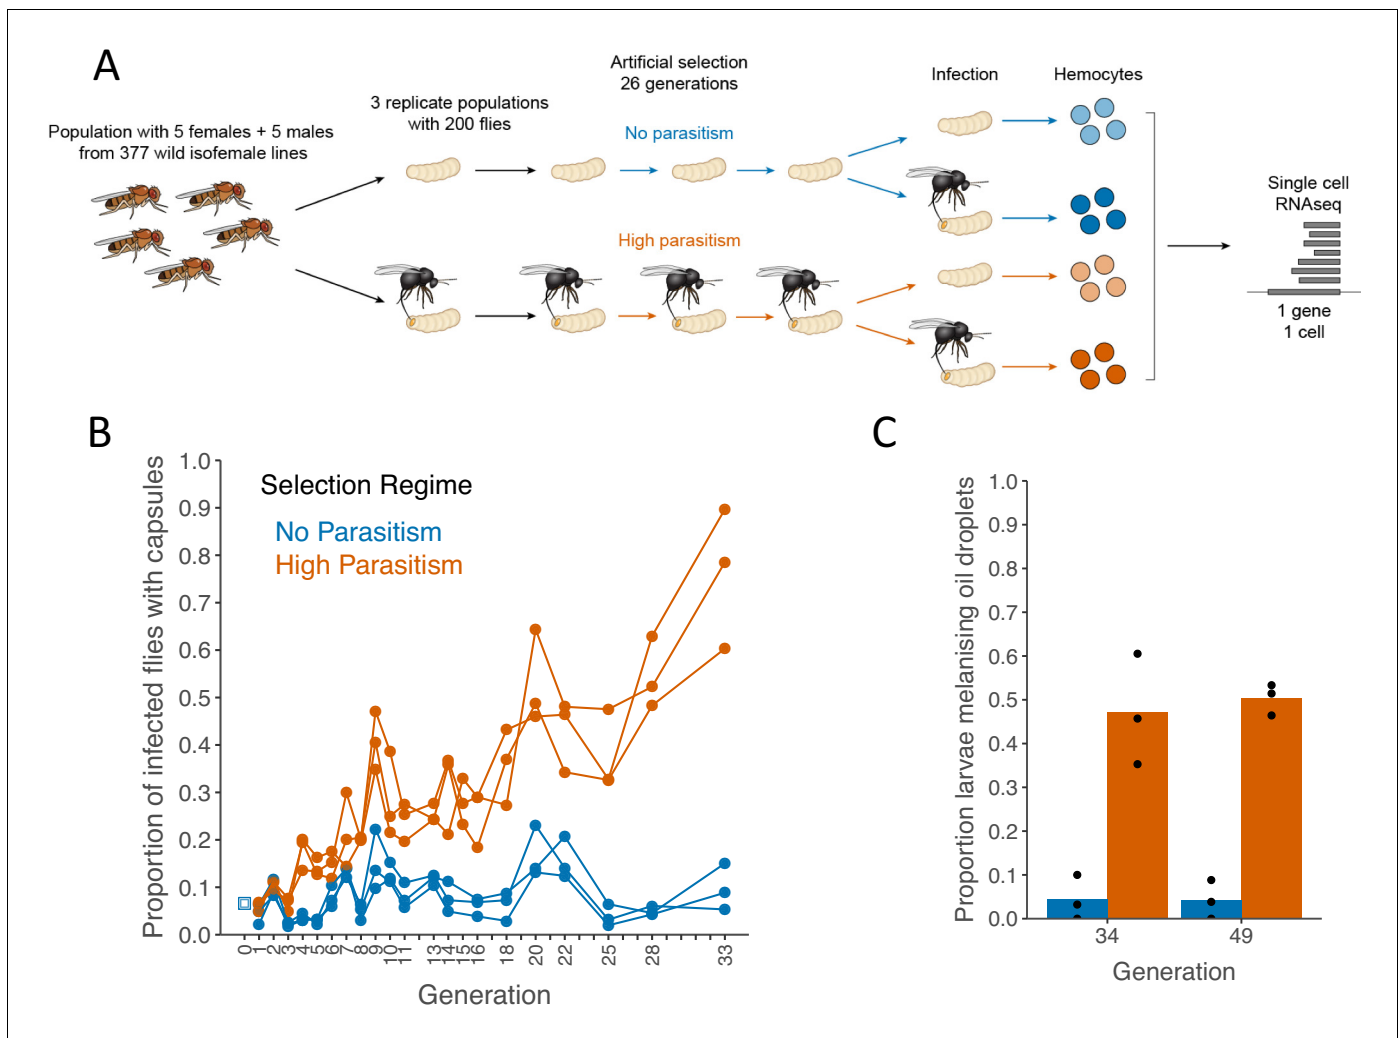 A
Population with 5 females + 5 males
from 377 wild isofemale lines
3 replicate populations
with 200 flies
Artificial selection
26 generations
No parasitism
High parasitism
Infection
Hemocytes
Single cell
RNAseq
1 gene
1 cell
B
Proportion of infected flies with capsules
1.0
0.9
0.8
0.7
0.6
0.5
0.4
0.3
0.2
0.1
0.0
Selection Regime
No Parasitism
High Parasitism
0 1 2 3 4 5 6 7 8 9 10 11 13 14 15 16 18 20 22 25 28 33
Generation
C
Proportion larvae melanising oil droplets
1.0
0.9
0.8
0.7
0.6
0.5
0.4
0.3
0.2
0.1
0.0
34 49
Generation